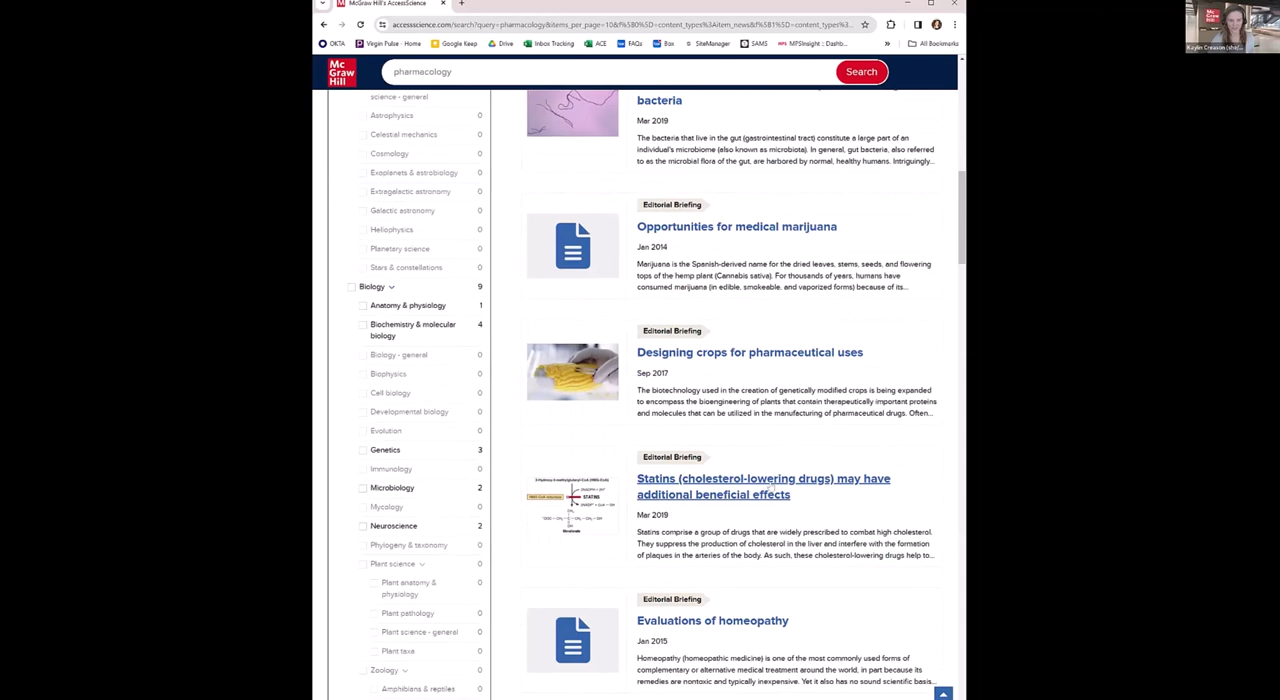 McGraw Hill's AccessScience
accessscience.com/search?query=pharmacology&items_per_page=10&f%5B0%5D=content_types%3Aitem_news&f%5B1%5D=content_types%3...
OKTA Virgin Pulse - Home Google Keep Drive Inbox Tracking ACE FAQs Box SiteManager SAMS MPSInsight :: Dashb... » All Bookmarks
Mc
Graw
Hill
pharmacology
Search
science - general
Astrophysics 0
Celestial mechanics 0
Cosmology 0
Exoplanets & astrobiology 0
Extragalactic astronomy 0
Galactic astronomy 0
Heliophysics 0
Planetary science 0
Stars & constellations 0
Biology 9
Anatomy & physiology 1
Biochemistry & molecular 4
biology
Biology - general 0
Biophysics 0
Cell biology 0
Developmental biology 0
Evolution 0
Genetics 3
Immunology 0
Microbiology 2
Mycology 0
Neuroscience 2
Phylogeny & taxonomy 0
Plant science 0
Plant anatomy & 0
physiology
Plant pathology 0
Plant science - general 0
Plant taxa 0
Zoology 0
Amphibians & reptiles 0
bacteria
Mar 2019
The bacteria that live in the gut (gastrointestinal tract) constitute a large part of an
individual's microbiome (also known as microbiota). In general, gut bacteria, also referred
to as the microbial flora of the gut, are harbored by normal, healthy humans. Intriguingly...
Editorial Briefing
Opportunities for medical marijuana
Jan 2014
Marijuana is the Spanish-derived name for the dried leaves, stems, seeds, and flowering
tops of the hemp plant (Cannabis sativa). For thousands of years, humans have
consumed marijuana (in edible, smokeable, and vaporized forms) because of its...
Editorial Briefing
Designing crops for pharmaceutical uses
Sep 2017
The biotechnology used in the creation of genetically modified crops is being expanded
to encompass the bioengineering of plants that contain therapeutically important proteins
and molecules that can be utilized in the manufacturing of pharmaceutical drugs. Often...
Editorial Briefing
Statins (cholesterol-lowering drugs) may have
additional beneficial effects
Mar 2019
Statins comprise a group of drugs that are widely prescribed to combat high cholesterol.
They suppress the production of cholesterol in the liver and interfere with the formation
of plaques in the arteries of the body. As such, these cholesterol-lowering drugs help to...
STATINS
Mevalonate
Editorial Briefing
Evaluations of homeopathy
Jan 2015
Homeopathy (homeopathic medicine) is one of the most commonly used forms of
complementary or alternative medical treatment around the world, in part because its
remedies are nontoxic and typically inexpensive. Yet it also has no sound scientific basis...
Mc
Graw
Hill
Kaylin Creason (she/...